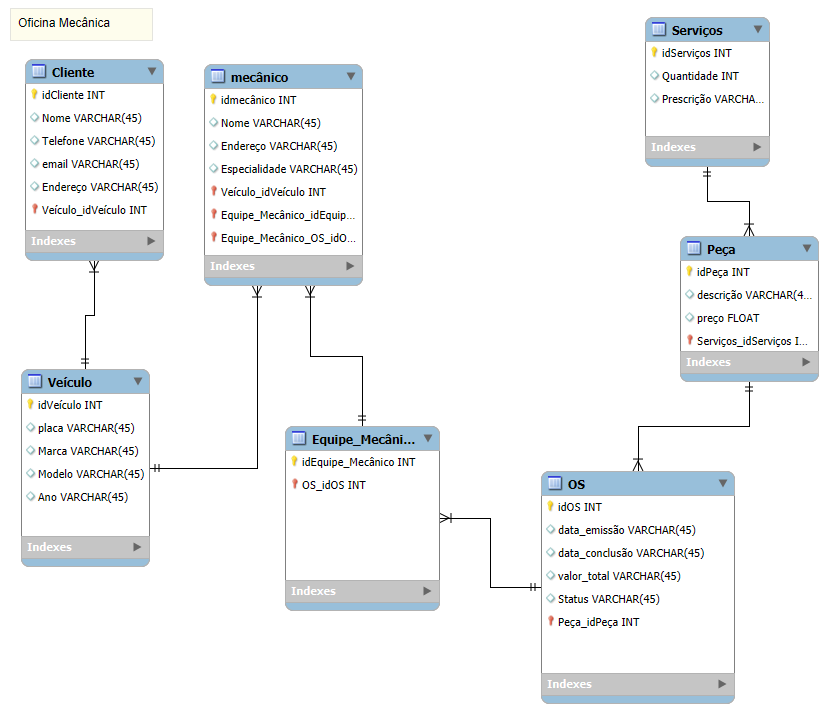 Oficina Mecânica
Cliente
idCliente INT
Nome VARCHAR(45)
Telefone VARCHAR(45)
email VARCHAR(45)
Endereço VARCHAR(45)
Veículo_idVeículo INT
Indexes
mecânico
idmecânico INT
Nome VARCHAR(45)
Endereço VARCHAR(45)
Especialidade VARCHAR(45)
Veículo_idVeículo INT
Equipe_Mecânico_idEquip...
Equipe_Mecânico_OS_idO...
Indexes
Serviços
idServiços INT
Quantidade INT
Prescrição VARCHA...
Indexes
Peça
idPeça INT
descrição VARCHAR(4...
preço FLOAT
Serviços_idServiços I...
Indexes
Veículo
idVeículo INT
placa VARCHAR(45)
Marca VARCHAR(45)
Modelo VARCHAR(45)
Ano VARCHAR(45)
Indexes
Equipe_Mecâni...
idEquipe_Mecânico INT
OS_idOS INT
Indexes
OS
idOS INT
data_emissão VARCHAR(45)
data_conclusão VARCHAR(45)
valor_total VARCHAR(45)
Status VARCHAR(45)
Peça_idPeça INT
Indexes